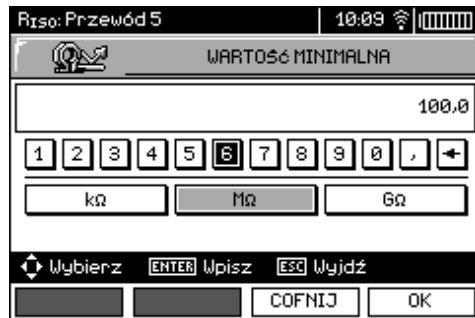 RISO: Przewód 5 10:09
WARTOŚĆ MINIMALNA
100,0
1 2 3 4 5 6 7 8 9 0 ,
kΩ MΩ GΩ
Wybierz ENTER Wpisz ESC Wyjdź
COFNIJ OK